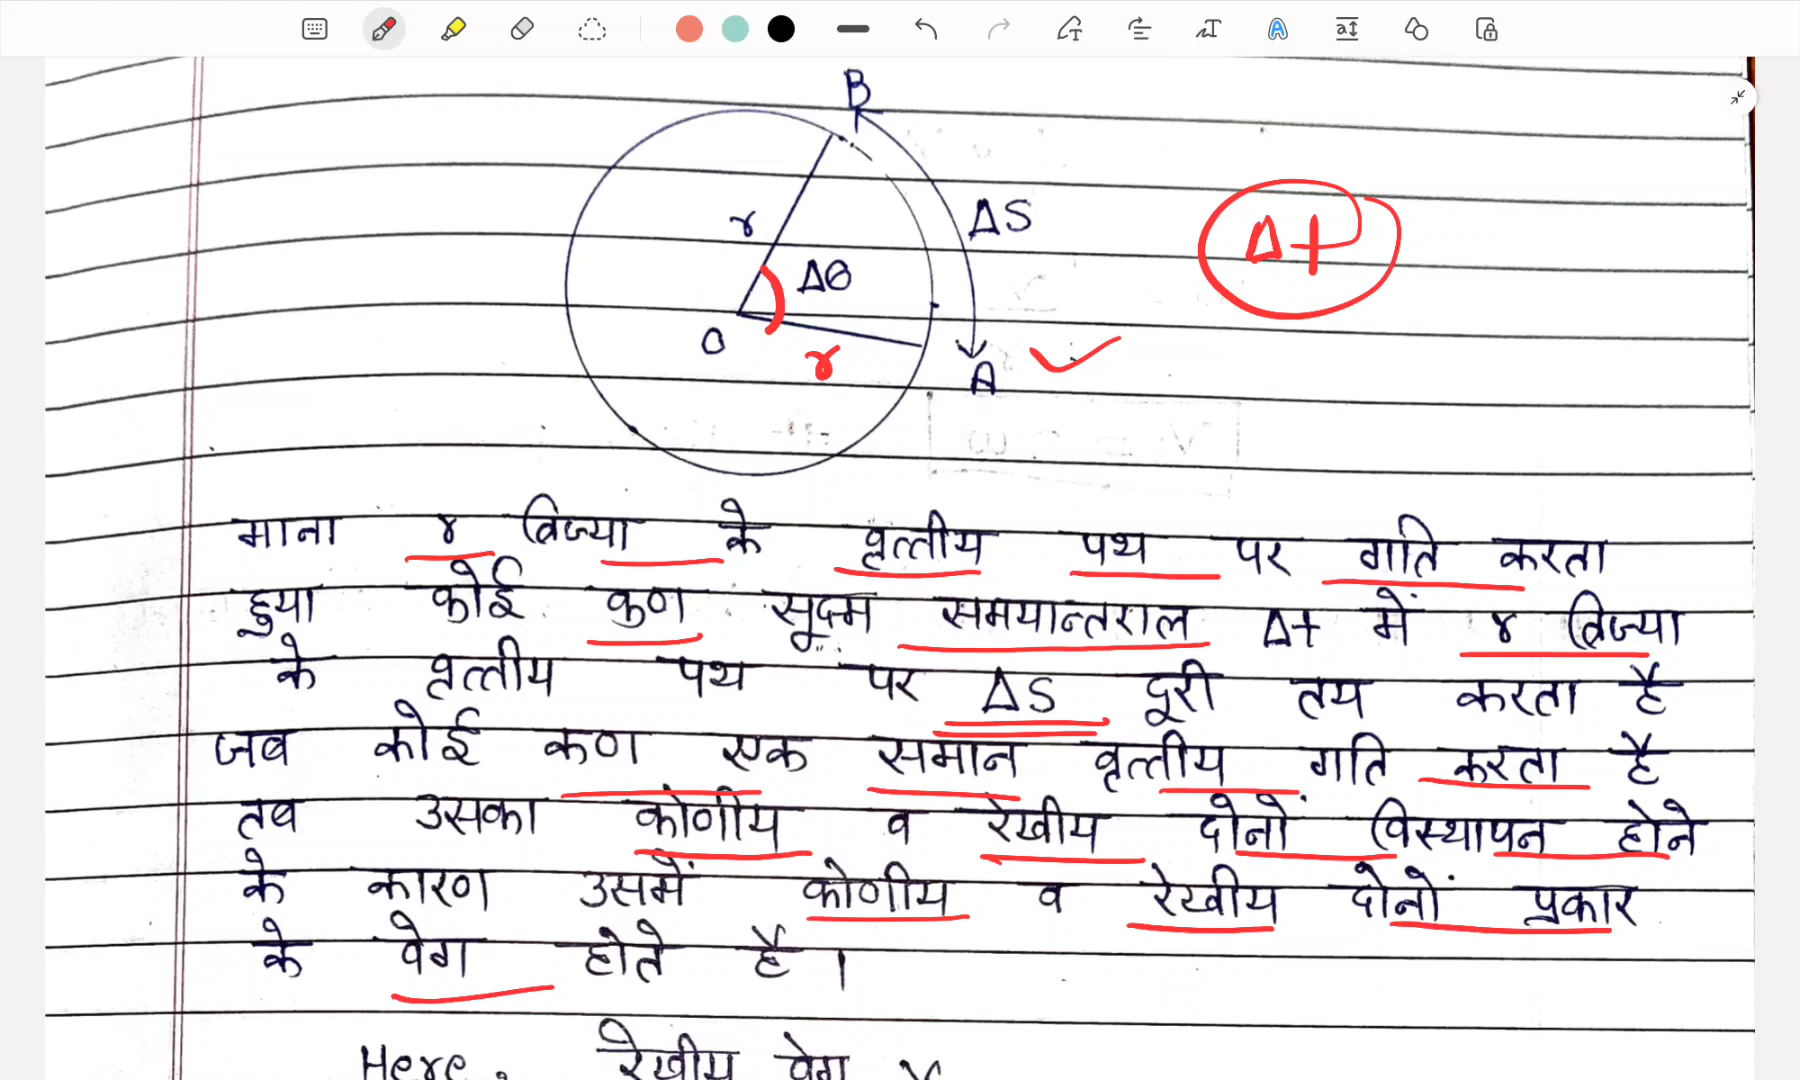 B
ΔS
Δt
r
Δθ
O
r
A
माना r त्रिज्या के वृत्तीय पथ पर गति करता
हुया कोई कण सूक्ष्म समयान्तराल Δt में r त्रिज्या
के वृत्तीय पथ पर ΔS दूरी तय करता है
जब कोई कण एक समान वृत्तीय गति करता है
तब उसका कोणीय व रेखीय दोनों विस्थापन होने
के कारण उसमें कोणीय व रेखीय दोनों प्रकार
के वेग होते है ।
Here, रेखीय वेग